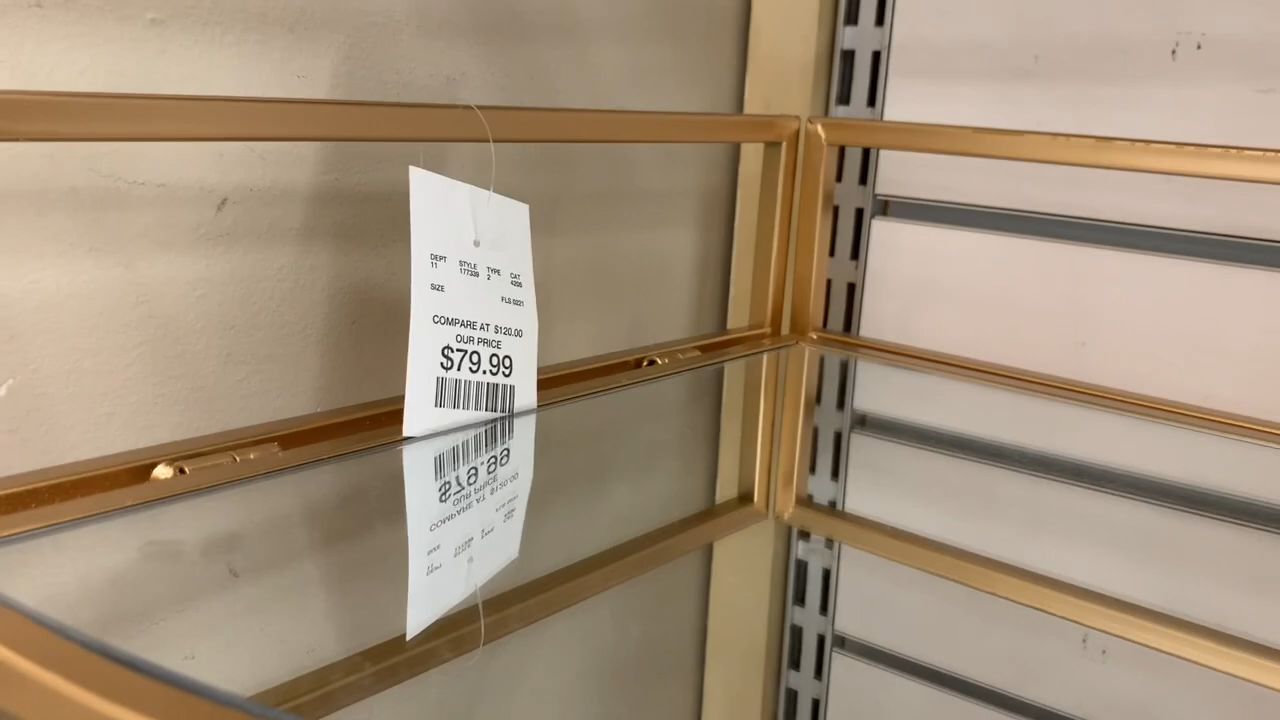 DEPT STYLE TYPE CAT
11 177339 2 4205
SIZE
FLS 0221
COMPARE AT $120.00
OUR PRICE
$79.99